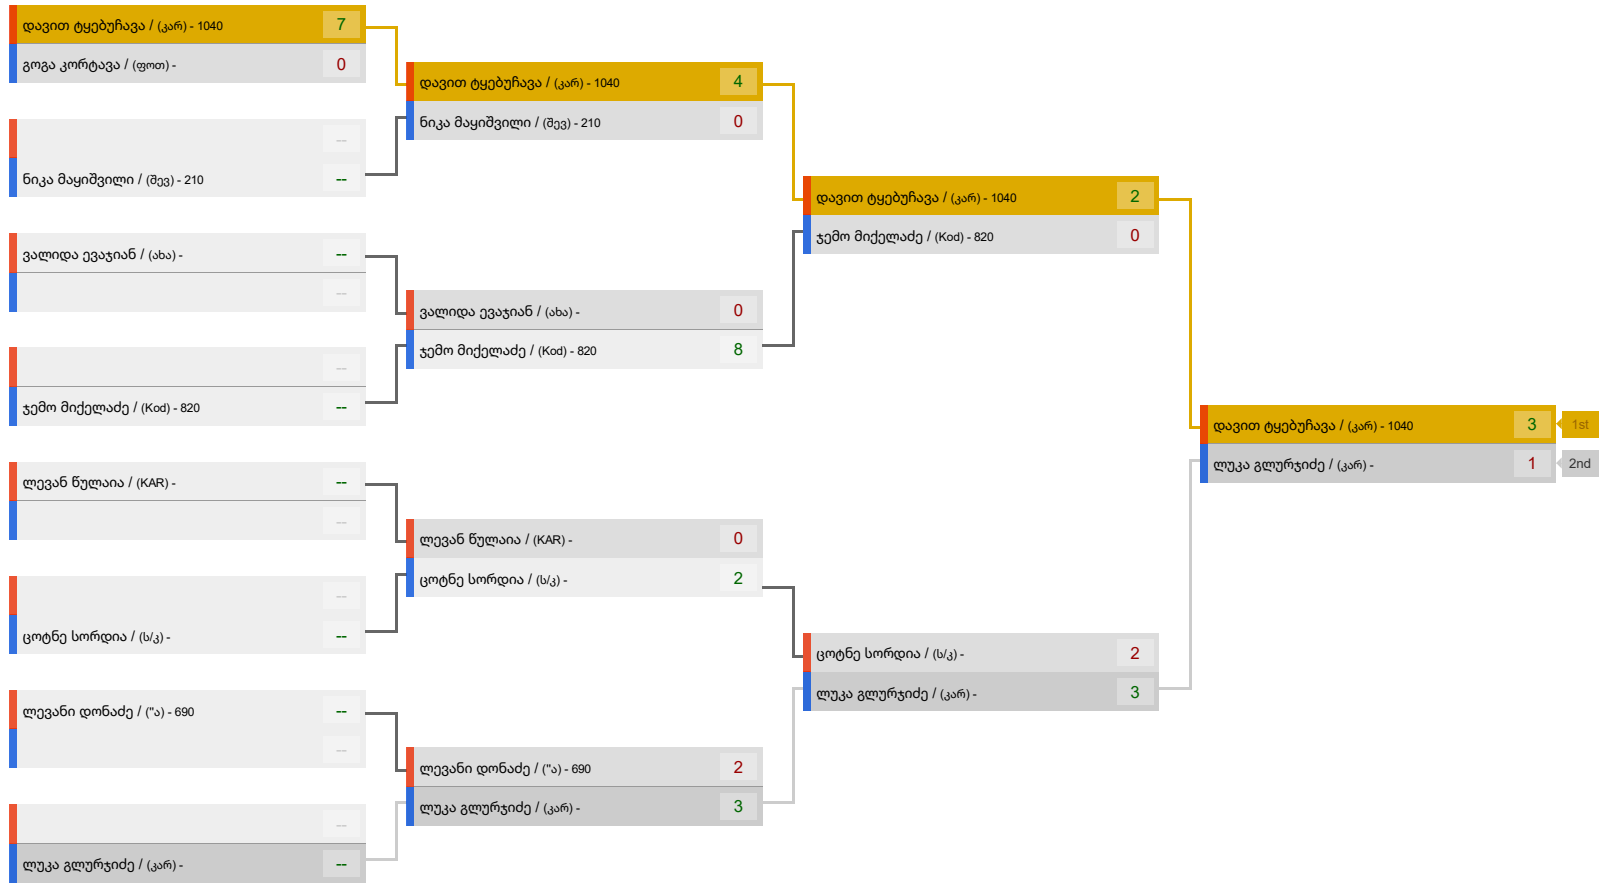 დავით ტყებუჩავა / (კარ) - 1040 7
გოგა კორტავა / (ფოთ) - 0
--
ნიკა მაყიშვილი / (შევ) - 210 --
ვალიდა ევაჯიან / (ახა) - --
--
--
ჯემო მიქელაძე / (Kod) - 820 --
ლევან წულაია / (KAR) - --
--
--
ცოტნე სორდია / (ს/კ) - --
ლევანი დონაძე / ("ა) - 690 --
--
--
ლუკა გლურჯიძე / (კარ) - --
დავით ტყებუჩავა / (კარ) - 1040 4
ნიკა მაყიშვილი / (შევ) - 210 0
ვალიდა ევაჯიან / (ახა) - 0
ჯემო მიქელაძე / (Kod) - 820 8
ლევან წულაია / (KAR) - 0
ცოტნე სორდია / (ს/კ) - 2
ლევანი დონაძე / ("ა) - 690 2
ლუკა გლურჯიძე / (კარ) - 3
დავით ტყებუჩავა / (კარ) - 1040 2
ჯემო მიქელაძე / (Kod) - 820 0
ცოტნე სორდია / (ს/კ) - 2
ლუკა გლურჯიძე / (კარ) - 3
დავით ტყებუჩავა / (კარ) - 1040 3 1st
ლუკა გლურჯიძე / (კარ) - 1 2nd